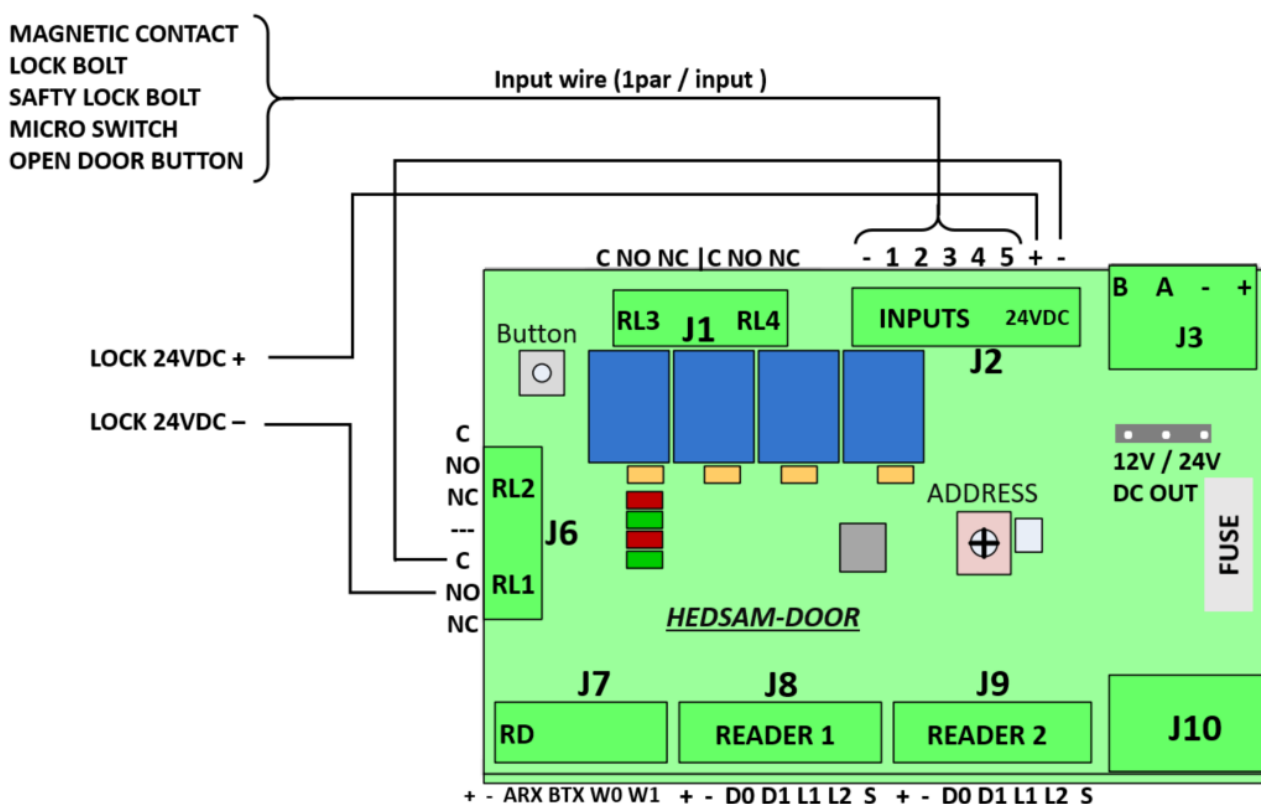 MAGNETIC CONTACT
LOCK BOLT
SAFTY LOCK BOLT
MICRO SWITCH
OPEN DOOR BUTTON
Input wire (1par / input )
C NO NC | C NO NC
- 1 2 3 4 5 + -
B A - +
RL3 J1 RL4
INPUTS 24VDC
J2
J3
Button
LOCK 24VDC +
LOCK 24VDC –
C
NO
NC
---
C
NO
NC
RL2
J6
RL1
12V / 24V
DC OUT
FUSE
ADDRESS
HEDSAM-DOOR
J7
RD
J8
READER 1
J9
READER 2
J10
+ - ARX BTX W0 W1 + - D0 D1 L1 L2 S + - D0 D1 L1 L2 S